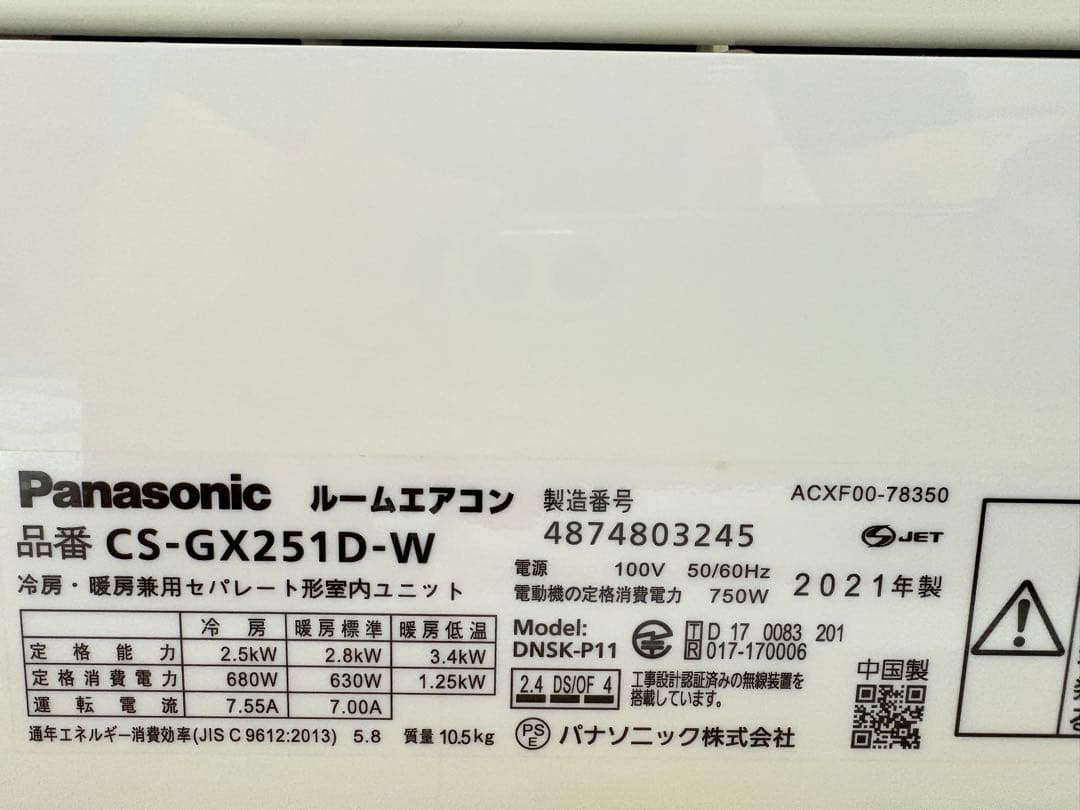 Panasonic ルームエアコン
品番 CS-GX251D-W
冷房・暖房兼用セパレート形室内ユニット
冷房 暖房標準 暖房低温
定格能力 2.5kW 2.8kW 3.4kW
定格消費電力 680W 630W 1.25kW
運転電流 7.55A 7.00A
通年エネルギー消費効率(JIS C 9612:2013) 5.8 質量 10.5kg
製造番号
4874803245
ACXF00-78350
JET
電源 100V 50/60Hz
電動機の定格消費電力 750W
2021年製
Model:
DNSK-P11
T D 17 0083 201
R 017-170006
2.4 DS/OF 4
工事設計認証済みの無線装置を
搭載しています。
中国製
PSE パナソニック株式会社